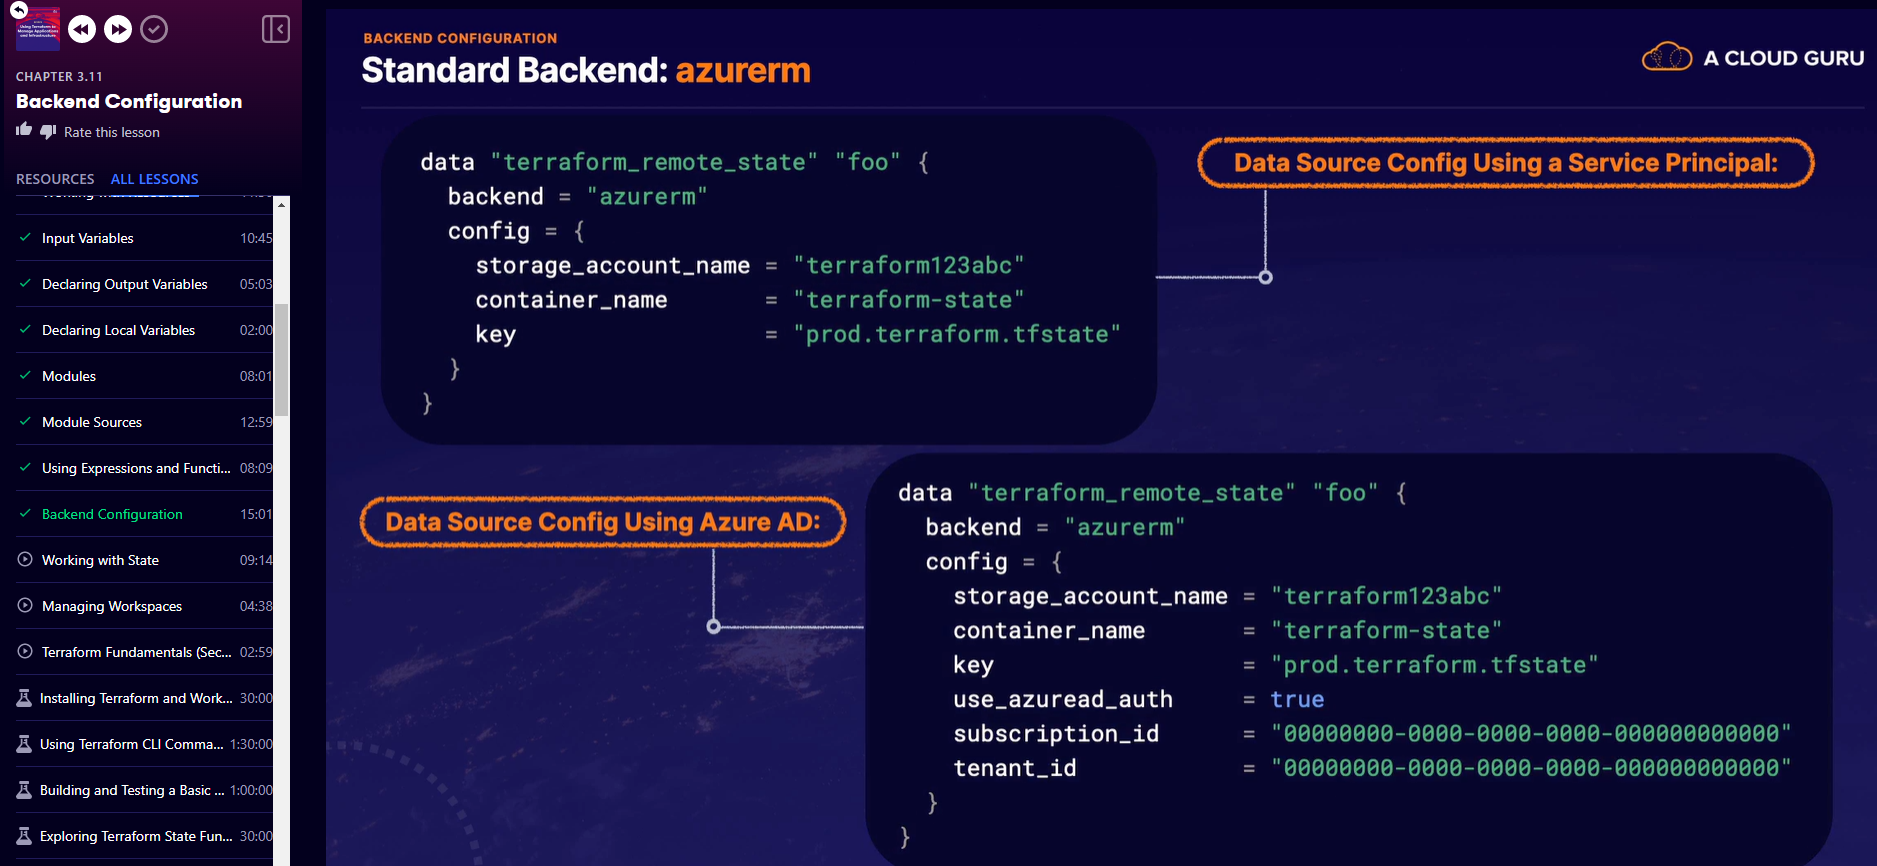 CHAPTER 3.11
Backend Configuration
Rate this lesson
RESOURCES ALL LESSONS
Input Variables 10:45
Declaring Output Variables 05:03
Declaring Local Variables 02:00
Modules 08:01
Module Sources 12:59
Using Expressions and Functi... 08:09
Backend Configuration 15:01
Working with State 09:14
Managing Workspaces 04:38
Terraform Fundamentals (Sec... 02:59
Installing Terraform and Work... 30:00
Using Terraform CLI Comma... 1:30:00
Building and Testing a Basic ... 1:00:00
Exploring Terraform State Fun... 30:00
BACKEND CONFIGURATION
Standard Backend: azurerm
A CLOUD GURU
data "terraform_remote_state" "foo" {
backend = "azurerm"
config = {
storage_account_name = "terraform123abc"
container_name = "terraform-state"
key = "prod.terraform.tfstate"
}
}
Data Source Config Using a Service Principal:
Data Source Config Using Azure AD:
data "terraform_remote_state" "foo" {
backend = "azurerm"
config = {
storage_account_name = "terraform123abc"
container_name = "terraform-state"
key = "prod.terraform.tfstate"
use_azuread_auth = true
subscription_id = "00000000-0000-0000-0000-000000000000"
tenant_id = "00000000-0000-0000-0000-000000000000"
}
}